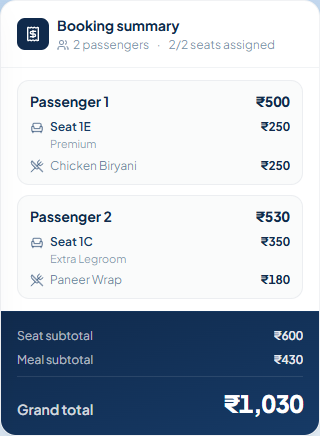 Booking summary
2 passengers · 2/2 seats assigned
Passenger 1 ₹500
Seat 1E ₹250
Premium
Chicken Biryani ₹250
Passenger 2 ₹530
Seat 1C ₹350
Extra Legroom
Paneer Wrap ₹180
Seat subtotal ₹600
Meal subtotal ₹430
Grand total ₹1,030